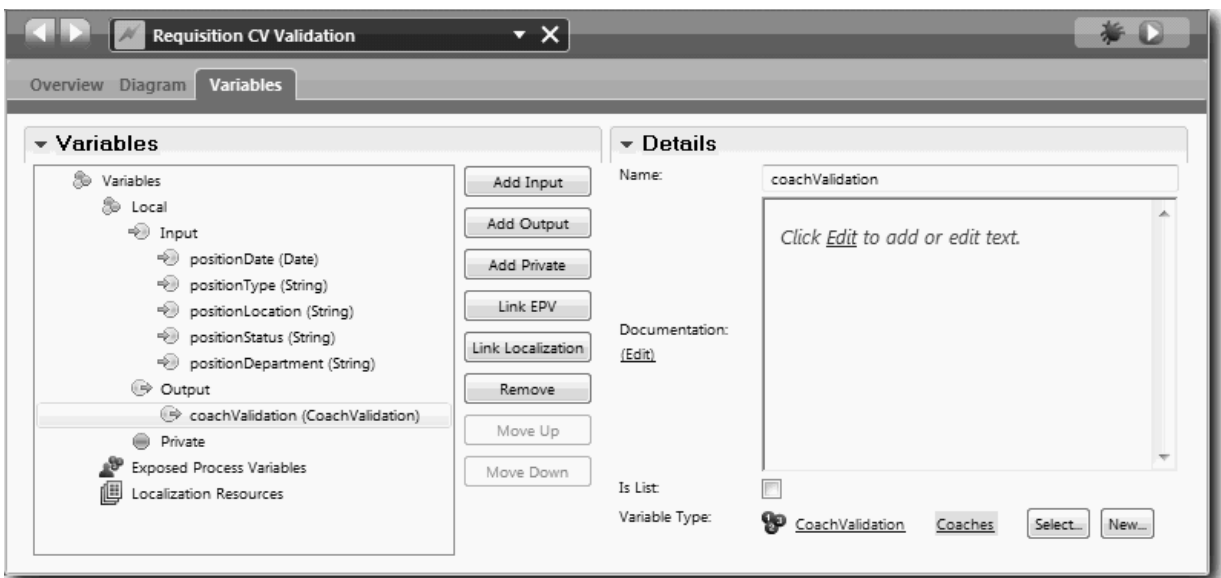 Requisition CV Validation
Overview Diagram Variables
Variables
Variables
Local
Input
positionDate (Date)
positionType (String)
positionLocation (String)
positionStatus (String)
positionDepartment (String)
Output
coachValidation (CoachValidation)
Private
Exposed Process Variables
Localization Resources
Add Input
Add Output
Add Private
Link EPV
Link Localization
Remove
Move Up
Move Down
Details
Name: coachValidation
Click Edit to add or edit text.
Documentation:
(Edit)
Is List:
Variable Type: CoachValidation Coaches Select... New...